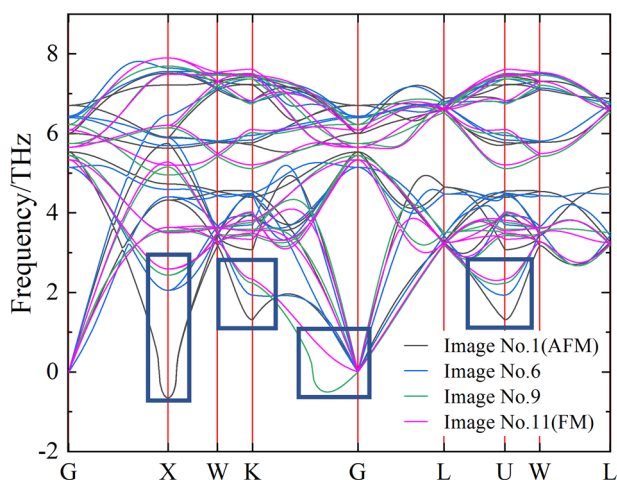 Frequency/THz
8
6
4
2
0
-2
Image No.1(AFM)
Image No.6
Image No.9
Image No.11(FM)
G X W K G L U W L